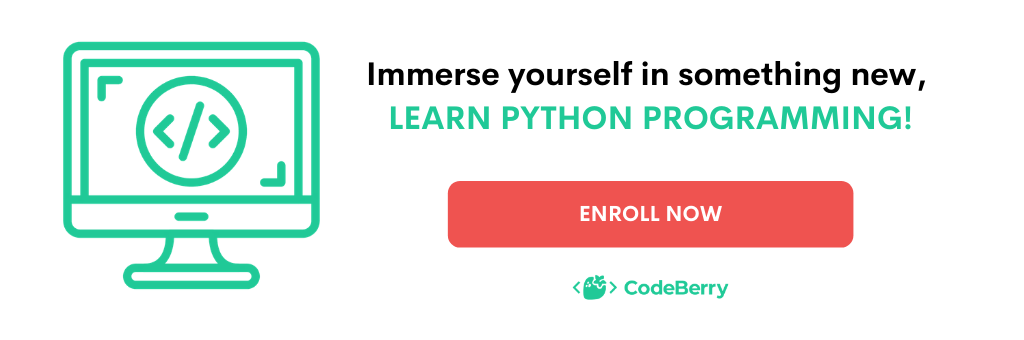 Immerse yourself in something new,
LEARN PYTHON PROGRAMMING!
ENROLL NOW
CodeBerry